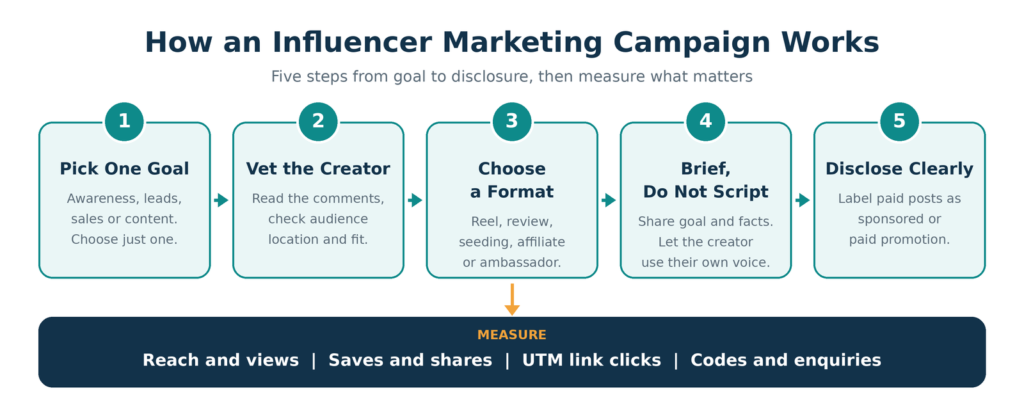 How an Influencer Marketing Campaign Works
Five steps from goal to disclosure, then measure what matters
1
Pick One Goal
Awareness, leads,
sales or content.
Choose just one.
2
Vet the Creator
Read the comments,
check audience
location and fit.
3
Choose
a Format
Reel, review,
seeding, affiliate
or ambassador.
4
Brief,
Do Not Script
Share goal and facts.
Let the creator
use their own voice.
5
Disclose Clearly
Label paid posts as
sponsored or
paid promotion.
MEASURE
Reach and views | Saves and shares | UTM link clicks | Codes and enquiries